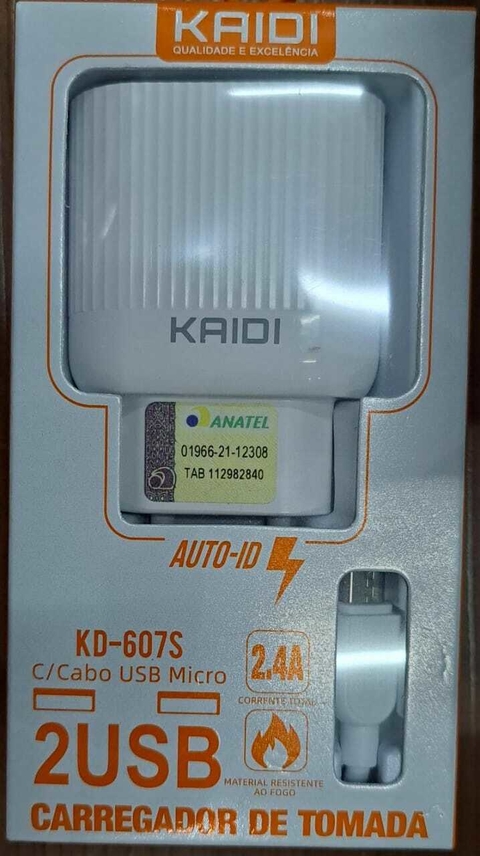 KAIDI
QUALIDADE E EXCELÊNCIA
KAIDI
ANATEL
01966-21-12308
TAB 112982840
AUTO-ID
KD-607S
C/Cabo USB Micro
2USB
2.4A
CORRENTE TOTAL
MATERIAL RESISTENTE
AO FOGO
CARREGADOR DE TOMADA